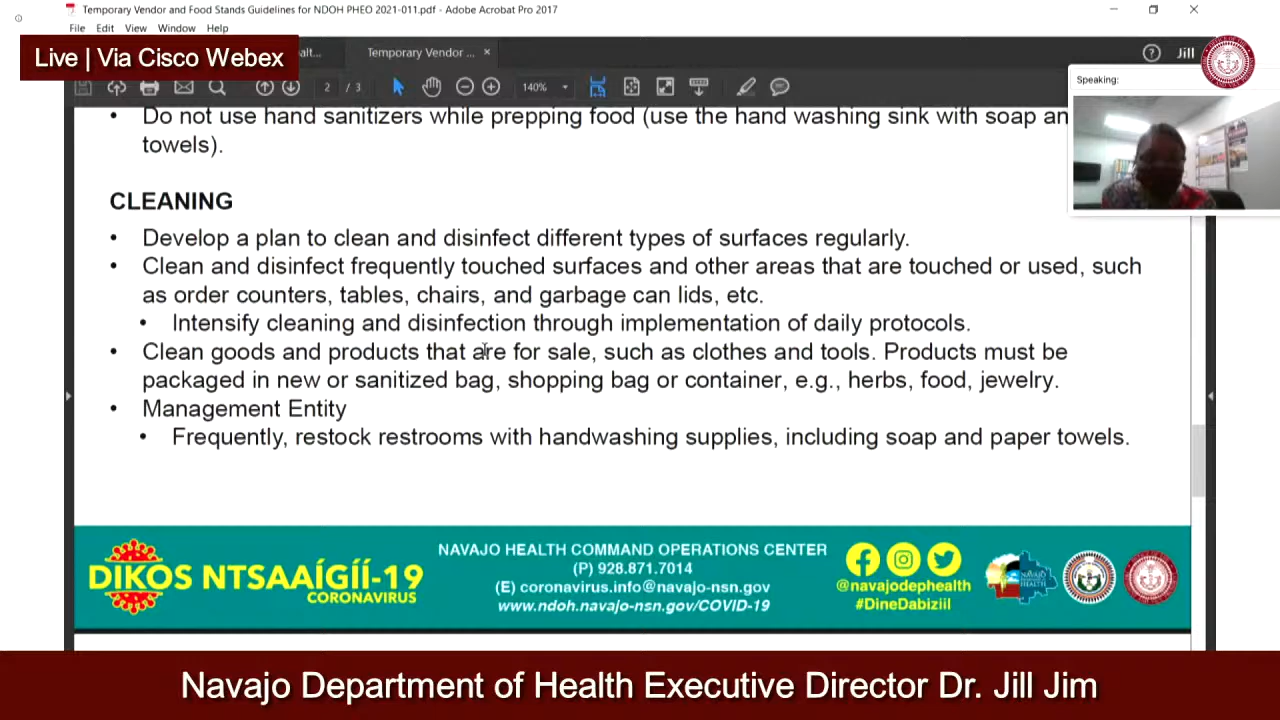 Temporary Vendor and Food Stands Guidelines for NDOH PHEO 2021-011.pdf - Adobe Acrobat Pro 2017
File Edit View Window Help
Live | Via Cisco Webex
Temporary Vendor ... ×
Jill
2 / 3
140%
Speaking:
• Do not use hand sanitizers while prepping food (use the hand washing sink with soap
towels).
CLEANING
• Develop a plan to clean and disinfect different types of surfaces regularly.
• Clean and disinfect frequently touched surfaces and other areas that are touched or used, such
as order counters, tables, chairs, and garbage can lids, etc.
• Intensify cleaning and disinfection through implementation of daily protocols.
• Clean goods and products that are for sale, such as clothes and tools. Products must be
packaged in new or sanitized bag, shopping bag or container, e.g., herbs, food, jewelry.
• Management Entity
• Frequently, restock restrooms with handwashing supplies, including soap and paper towels.
DIKOS NTSAAÍGÍÍ-19
CORONAVIRUS
NAVAJO HEALTH COMMAND OPERATIONS CENTER
(P) 928.871.7014
(E) coronavirus.info@navajo-nsn.gov
www.ndoh.navajo-nsn.gov/COVID-19
@navajodephealth
#DineDabiziil
Navajo Department of Health Executive Director Dr. Jill Jim